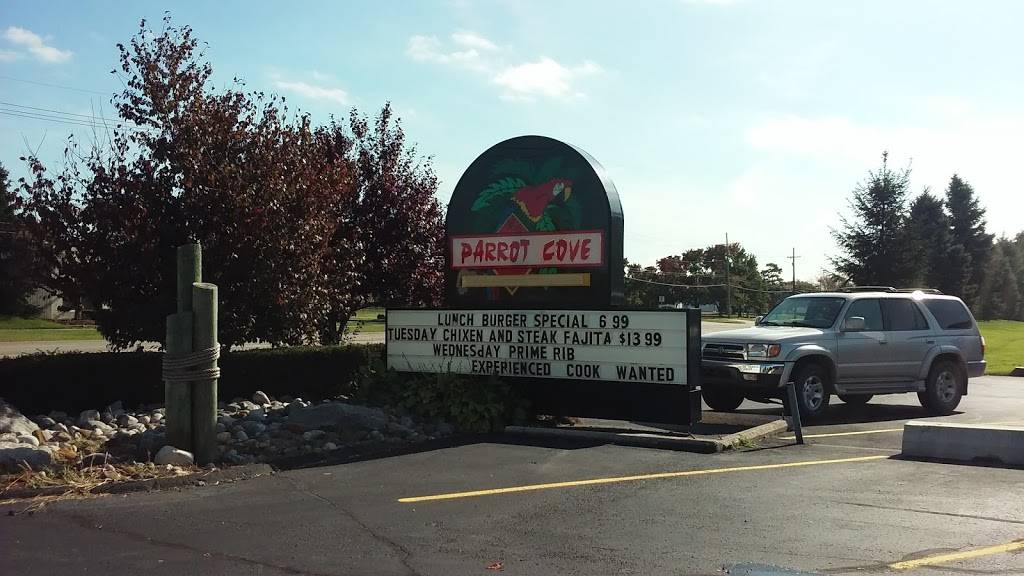 PARROT COVE
LUNCH BURGER SPECIAL 6 99
TUESDAY CHIXEN AND STEAK FAJITA $13 99
WEDNESdAY PRIME RIB
EXPERIENCED COOK WANTED